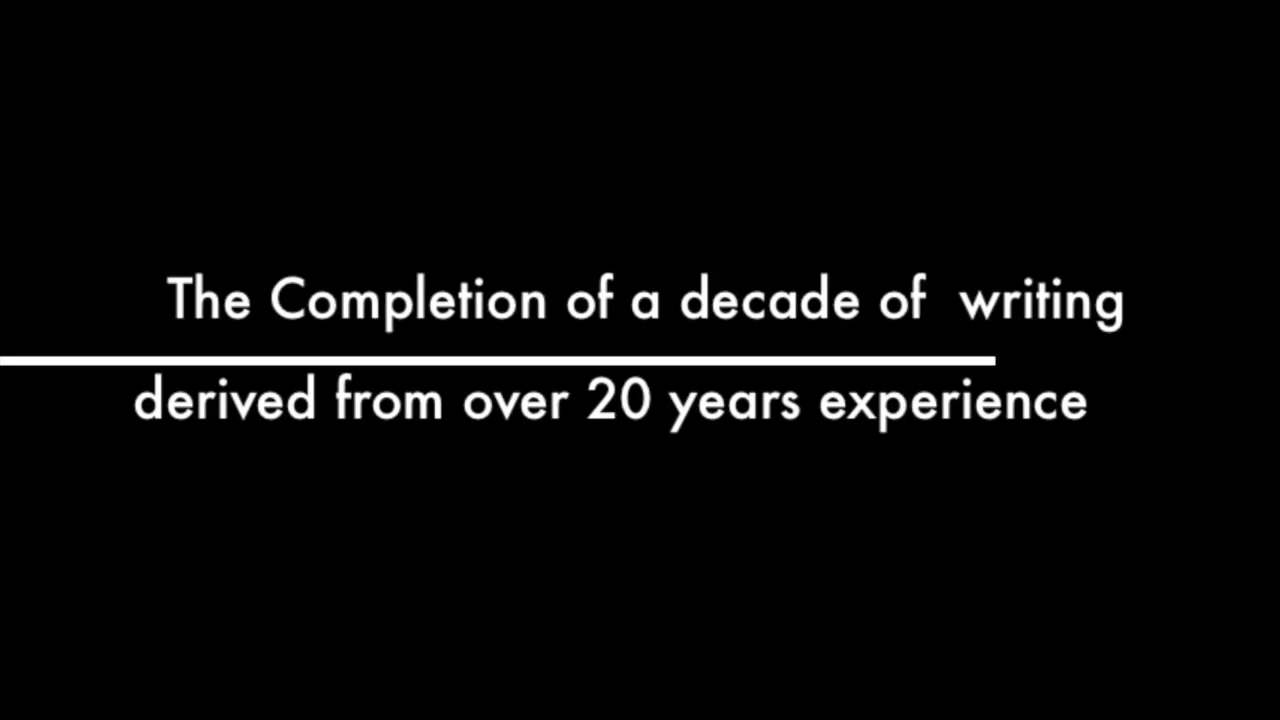 The Completion of a decade of  writing
derived from over 20 years experience